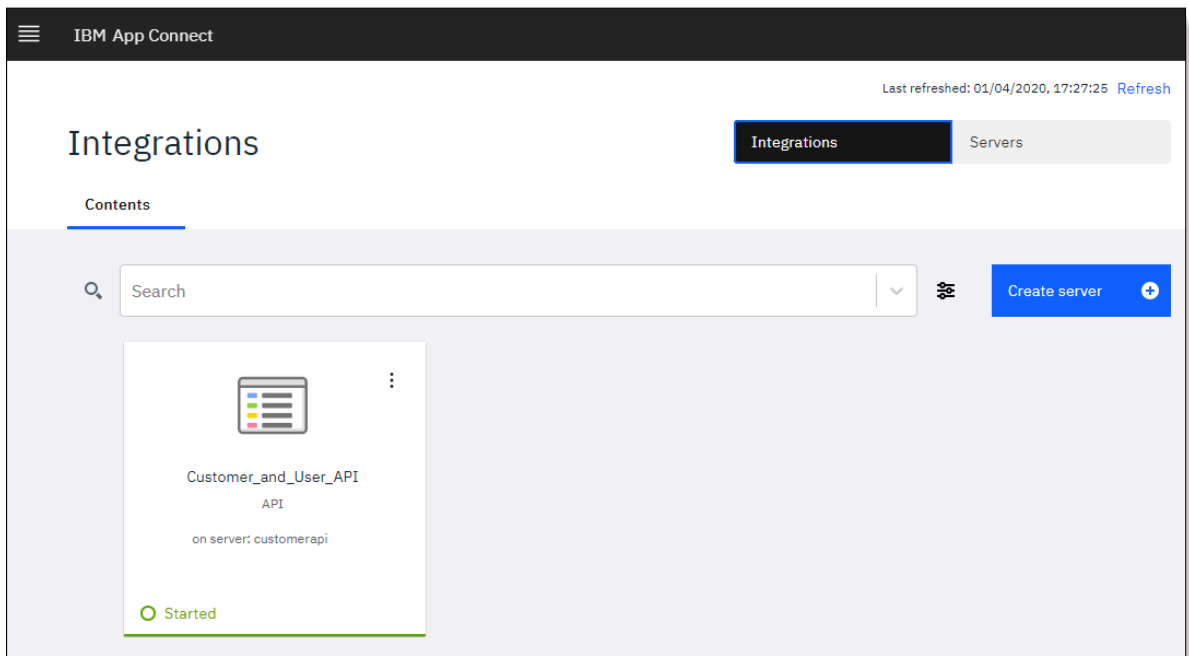 IBM App Connect
Last refreshed: 01/04/2020, 17:27:25 Refresh
Integrations
Integrations
Servers
Contents
Search
Create server
Customer_and_User_API
API
on server: customerapi
Started